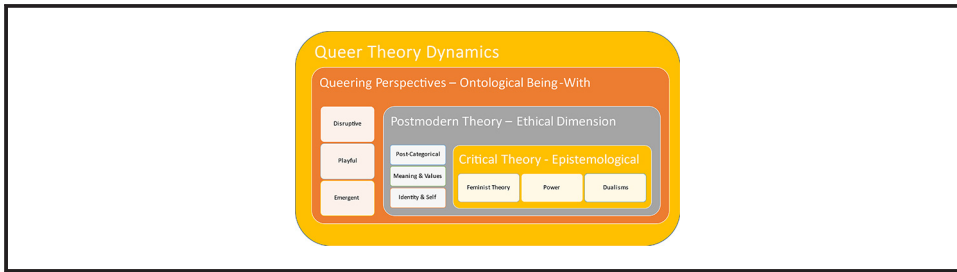 Queer Theory Dynamics
Queering Perspectives – Ontological Being-With
Disruptive
Playful
Emergent
Postmodern Theory – Ethical Dimension
Post-Categorical
Meaning & Values
Identity & Self
Critical Theory - Epistemological
Feminist Theory
Power
Dualisms